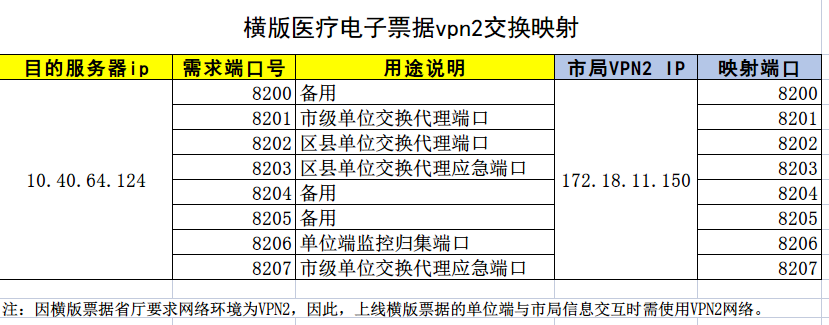 横版医疗电子票据vpn2交换映射
目的服务器ip 需求端口号 用途说明 市局VPN2 IP 映射端口
8200 备用 8200
8201 市级单位交换代理端口 8201
8202 区县单位交换代理端口 8202
8203 区县单位交换代理应急端口 8203
10.40.64.124 172.18.11.150
8204 备用 8204
8205 备用 8205
8206 单位端监控归集端口 8206
8207 市级单位交换代理应急端口 8207
注：因横版票据省厅要求网络环境为VPN2，因此，上线横版票据的单位端与市局信息交互时需使用VPN2网络。